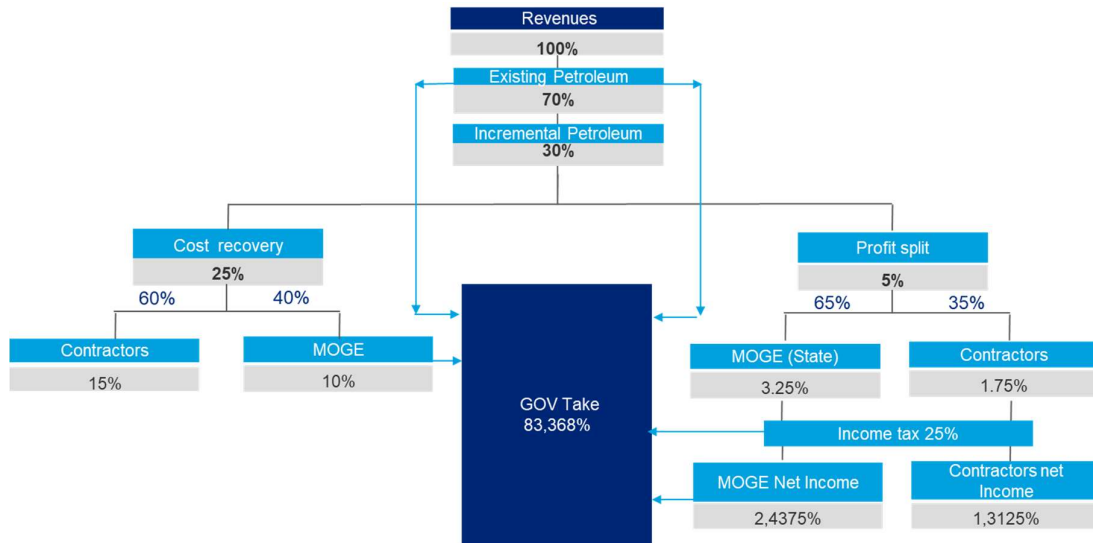 Revenues
100%
Existing Petroleum
70%
Incremental Petroleum
30%
Cost recovery
25%
60% 40%
Contractors
15%
MOGE
10%
GOV Take
83,368%
Profit split
5%
65% 35%
MOGE (State)
3.25%
Contractors
1.75%
Income tax 25%
MOGE Net Income
2,4375%
Contractors net
Income
1,3125%